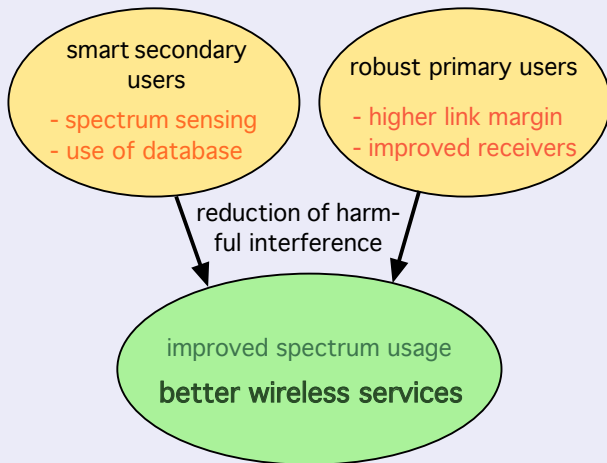 smart secondary
users
- spectrum sensing
- use of database
robust primary users
- higher link margin
- improved receivers
reduction of harm-
ful interference
improved spectrum usage
better wireless services